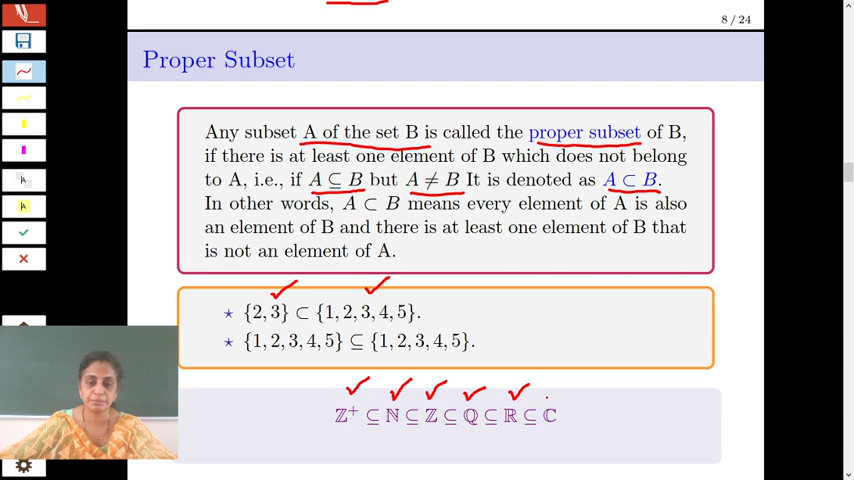 8 / 24
Proper Subset
Any subset A of the set B is called the proper subset of B,
if there is at least one element of B which does not belong
to A, i.e., if A ⊆ B but A ≠ B It is denoted as A ⊂ B.
In other words, A ⊂ B means every element of A is also
an element of B and there is at least one element of B that
is not an element of A.
⋆ {2, 3} ⊂ {1, 2, 3, 4, 5}.
⋆ {1, 2, 3, 4, 5} ⊆ {1, 2, 3, 4, 5}.
ℤ⁺ ⊆ ℕ ⊆ ℤ ⊆ ℚ ⊆ ℝ ⊆ ℂ